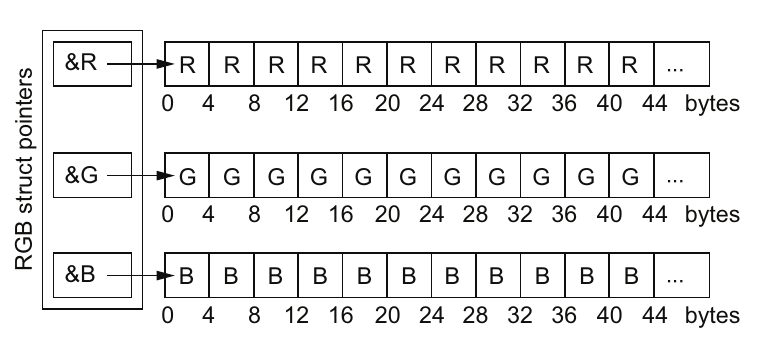 RGB struct pointers
&R R R R R R R R R R R R ...
0 4 8 12 16 20 24 28 32 36 40 44 bytes
&G G G G G G G G G G G G ...
0 4 8 12 16 20 24 28 32 36 40 44 bytes
&B B B B B B B B B B B B ...
0 4 8 12 16 20 24 28 32 36 40 44 bytes